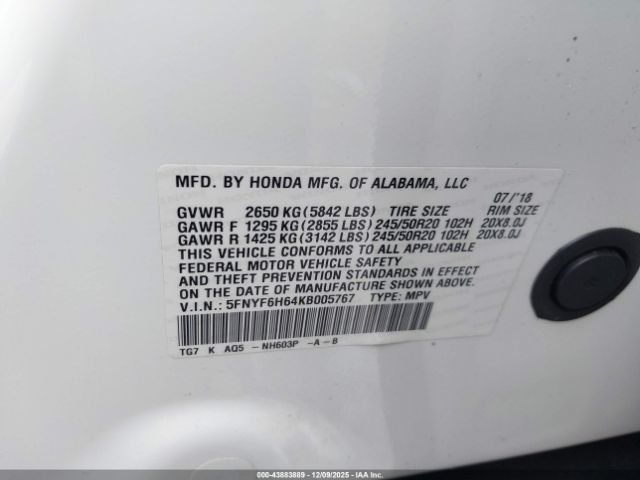 MFD. BY HONDA MFG. OF ALABAMA, LLC
07/'18
GVWR 2650 KG (5842 LBS) TIRE SIZE RIM SIZE
GAWR F 1295 KG (2855 LBS) 245/50R20 102H 20X8.0J
GAWR R 1425 KG (3142 LBS) 245/50R20 102H 20X8.0J
THIS VEHICLE CONFORMS TO ALL APPLICABLE
FEDERAL MOTOR VEHICLE SAFETY
AND THEFT PREVENTION STANDARDS IN EFFECT
ON THE DATE OF MANUFACTURE SHOWN ABOVE.
V.I.N.: 5FNYF6H64KB005767 TYPE: MPV
TG7 K AQ5 - NH603P -A-B
000-43883889 - 12/09/2025 - IAA Inc.